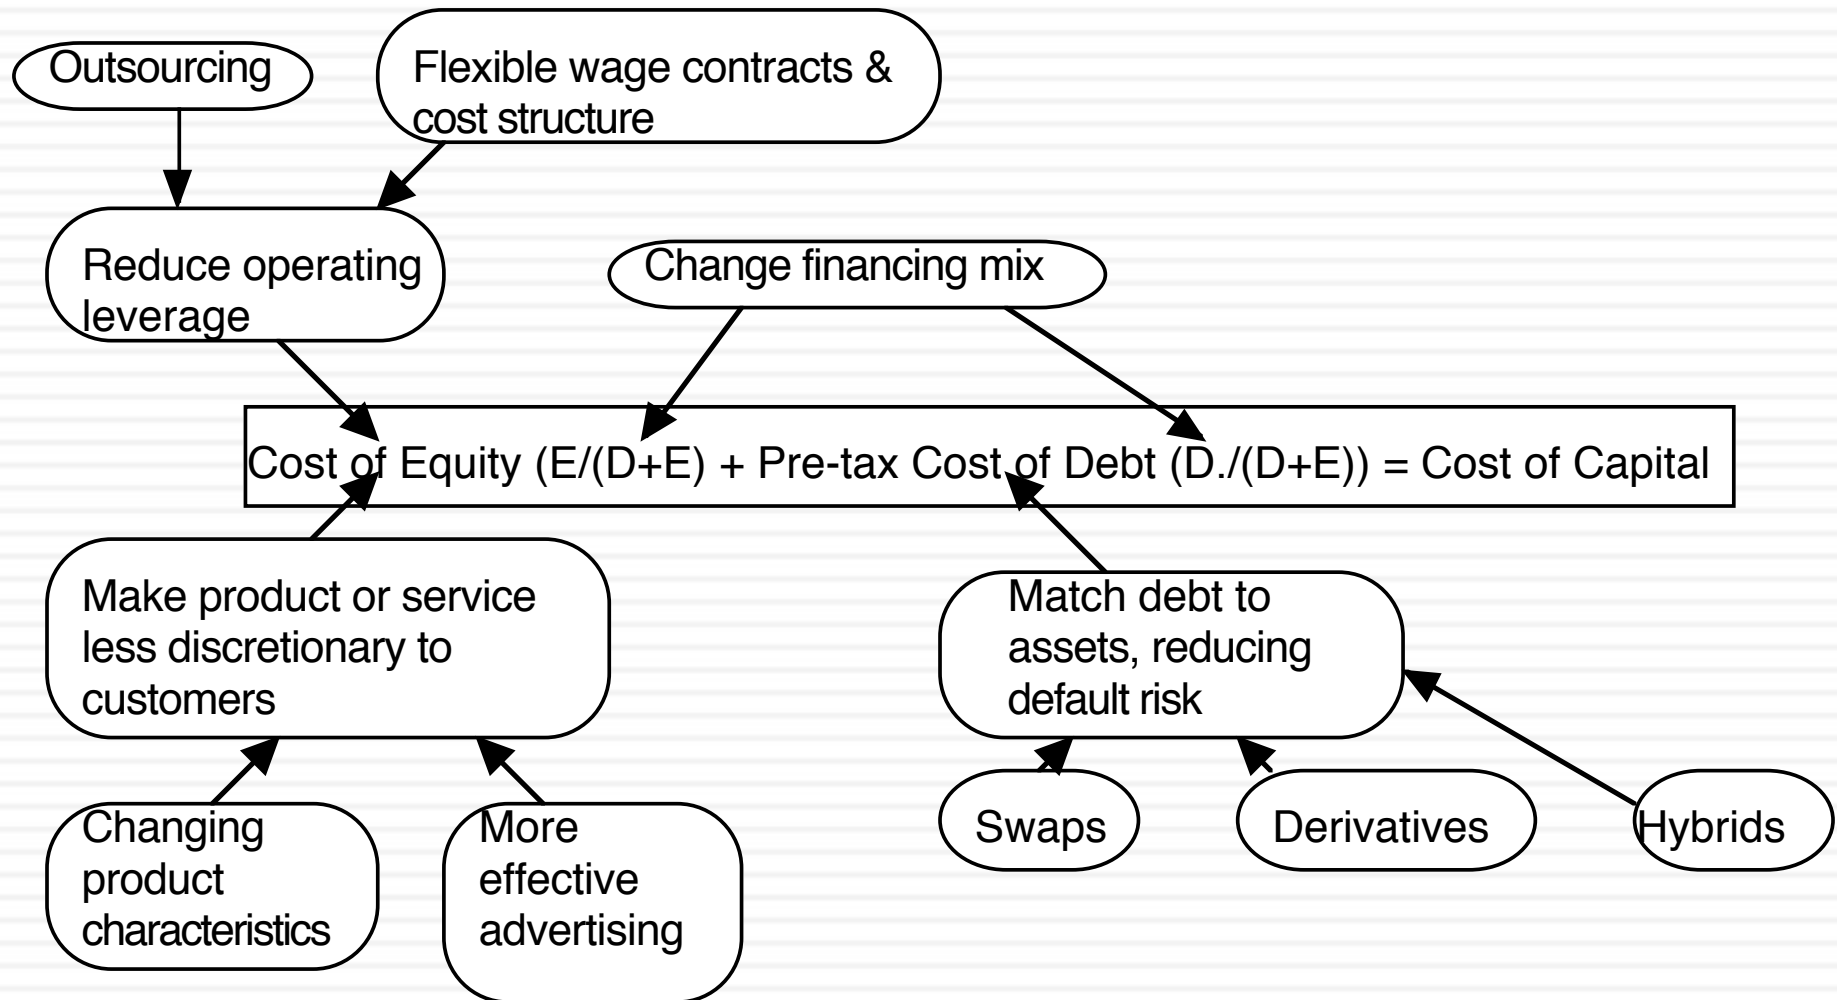 Outsourcing
Flexible wage contracts &
cost structure
Reduce operating
leverage
Change financing mix
Cost of Equity (E/(D+E) + Pre-tax Cost of Debt (D./(D+E)) = Cost of Capital
Make product or service
less discretionary to
customers
Match debt to
assets, reducing
default risk
Changing
product
characteristics
More
effective
advertising
Swaps
Derivatives
Hybrids